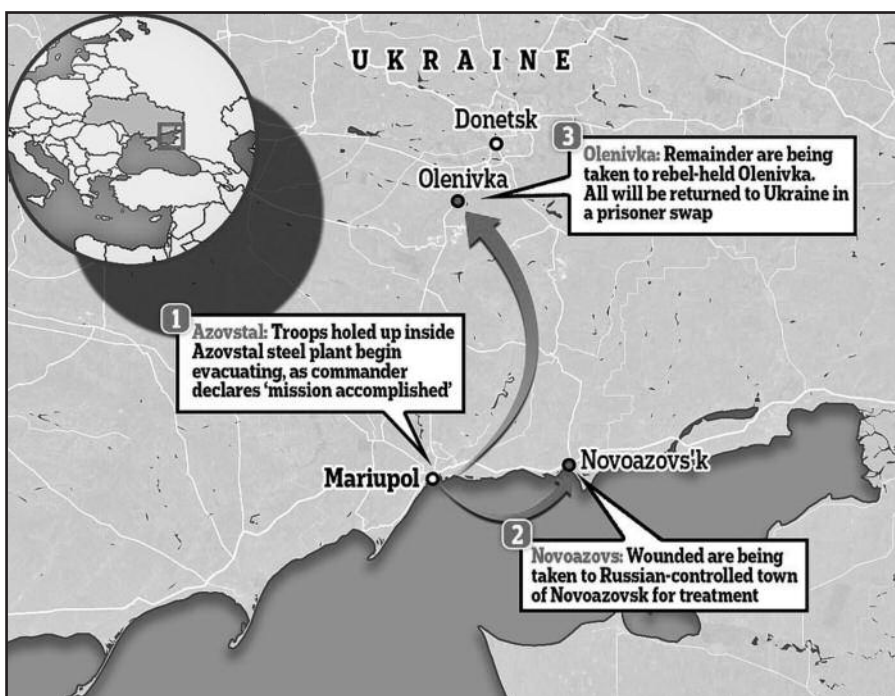 UKRAINE
Donetsk
Olenivka
3
Olenivka: Remainder are being
taken to rebel-held Olenivka.
All will be returned to Ukraine in
a prisoner swap
1
Azovstal: Troops holed up inside
Azovstal steel plant begin
evacuating, as commander
declares ‘mission accomplished’
Mariupol
Novoazovs'k
2
Novoazovs: Wounded are being
taken to Russian-controlled town
of Novoazovsk for treatment